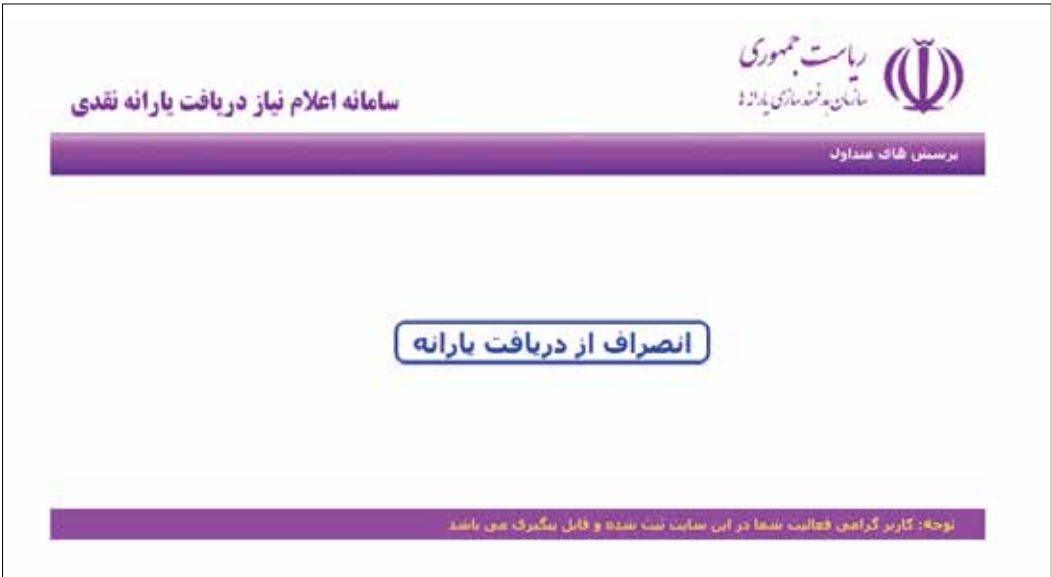 ریاست جمهوری
سازمان هدفمندسازی یارانه ها
سامانه اعلام نیاز دریافت یارانه نقدی
پرسش های متداول
انصراف از دریافت یارانه
توجه: کاربر گرامی فعالیت شما در این سایت ثبت شده و قابل پیگیری می باشد